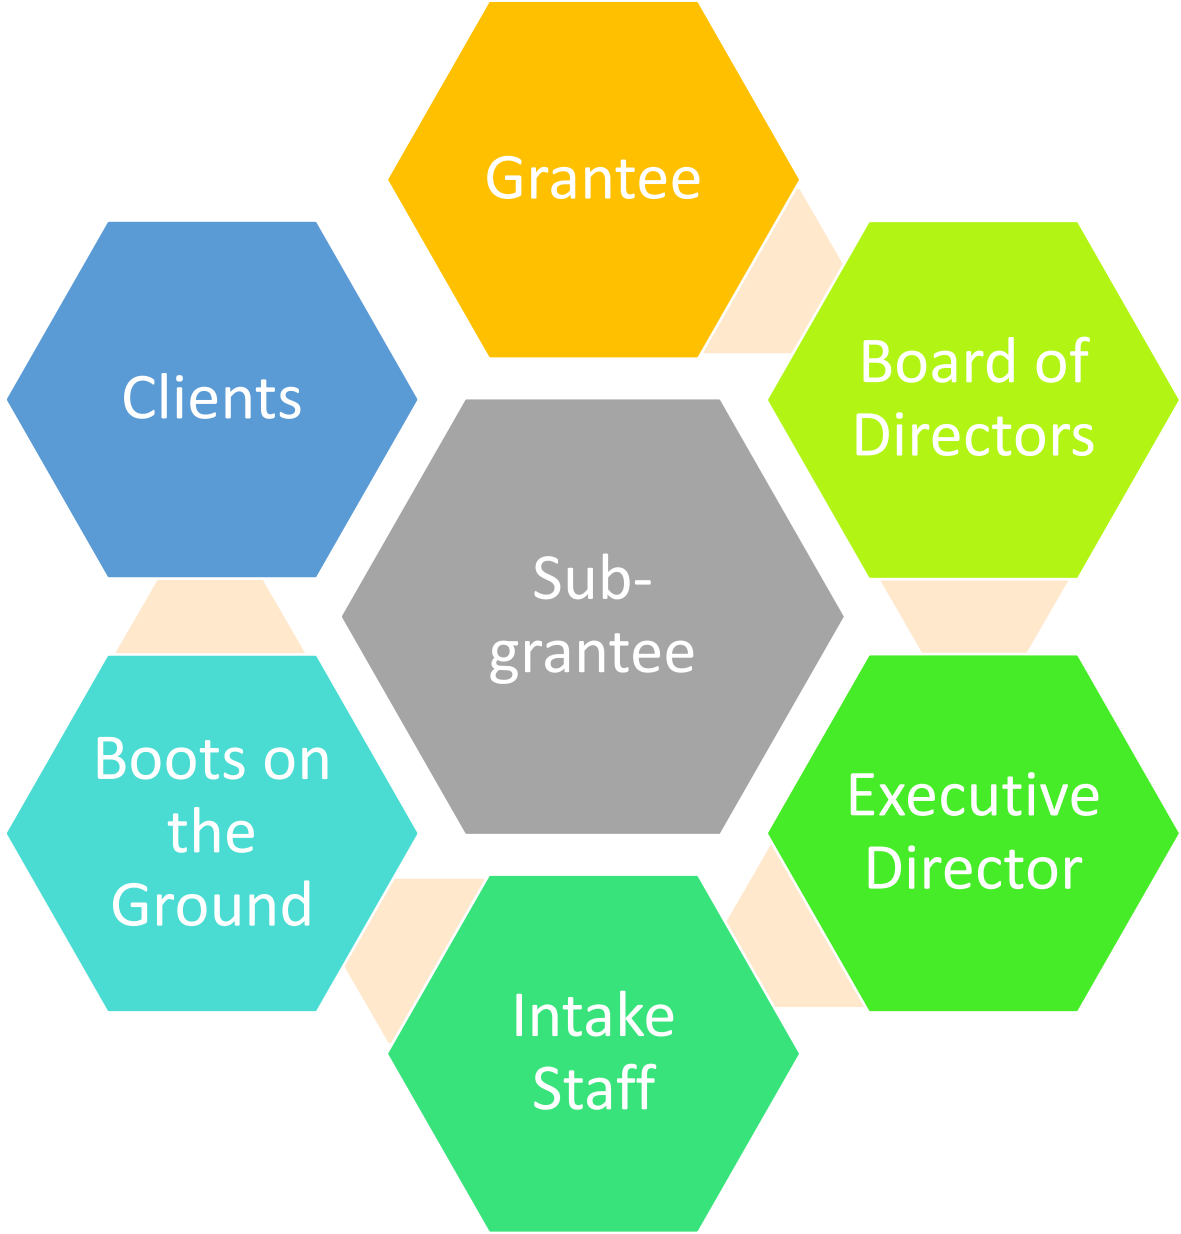 Grantee
Board of
Directors
Clients
Sub-
grantee
Executive
Director
Boots on
the
Ground
Intake
Staff